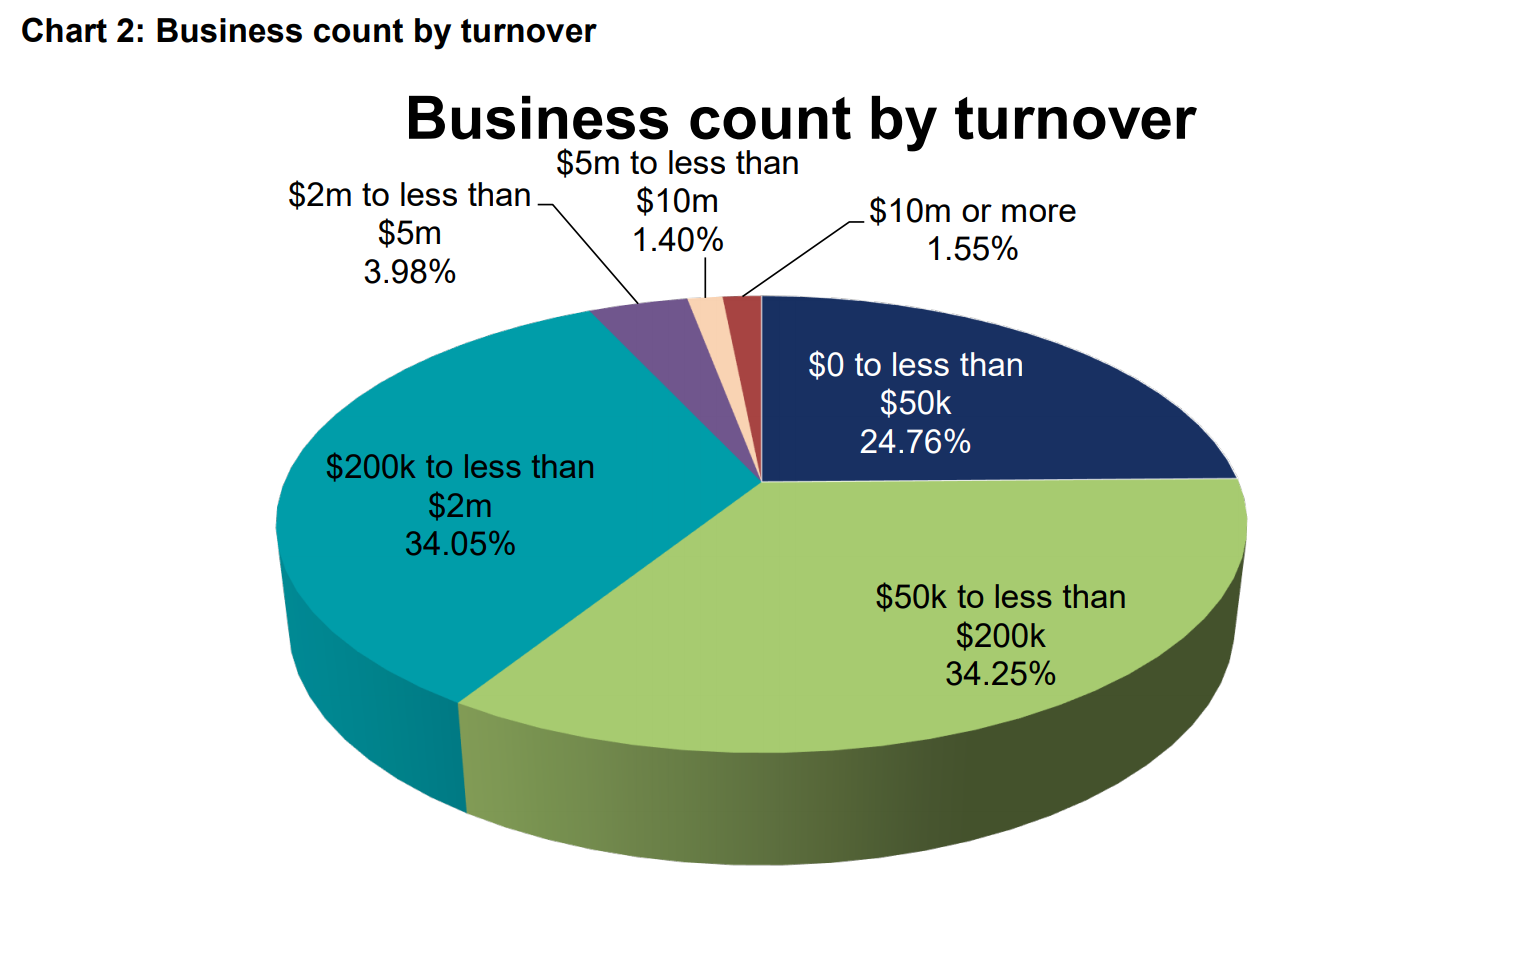 Chart 2: Business count by turnover
Business count by turnover
$5m to less than
$10m
1.40%
$2m to less than
$5m
3.98%
$10m or more
1.55%
$0 to less than
$50k
24.76%
$200k to less than
$2m
34.05%
$50k to less than
$200k
34.25%